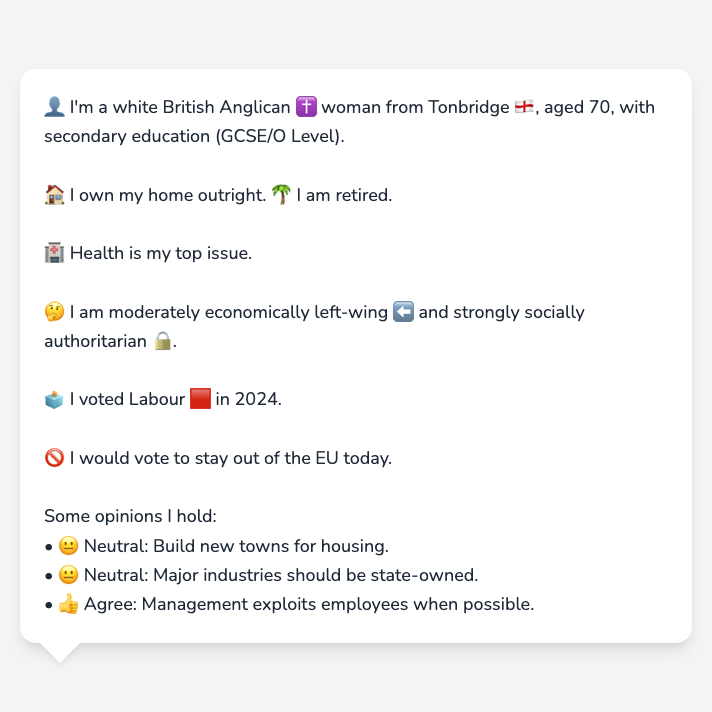 👤 I'm a white British Anglican ✝️ woman from Tonbridge 🏴󠁧󠁢󠁥󠁮󠁧󠁿, aged 70, with
secondary education (GCSE/O Level).
🏠 I own my home outright. 🌴 I am retired.
🏥 Health is my top issue.
🤔 I am moderately economically left-wing ⬅️ and strongly socially
authoritarian 🔒.
🗳️ I voted Labour 🟥 in 2024.
🚫 I would vote to stay out of the EU today.
Some opinions I hold:
• 😐 Neutral: Build new towns for housing.
• 😐 Neutral: Major industries should be state-owned.
• 👍 Agree: Management exploits employees when possible.